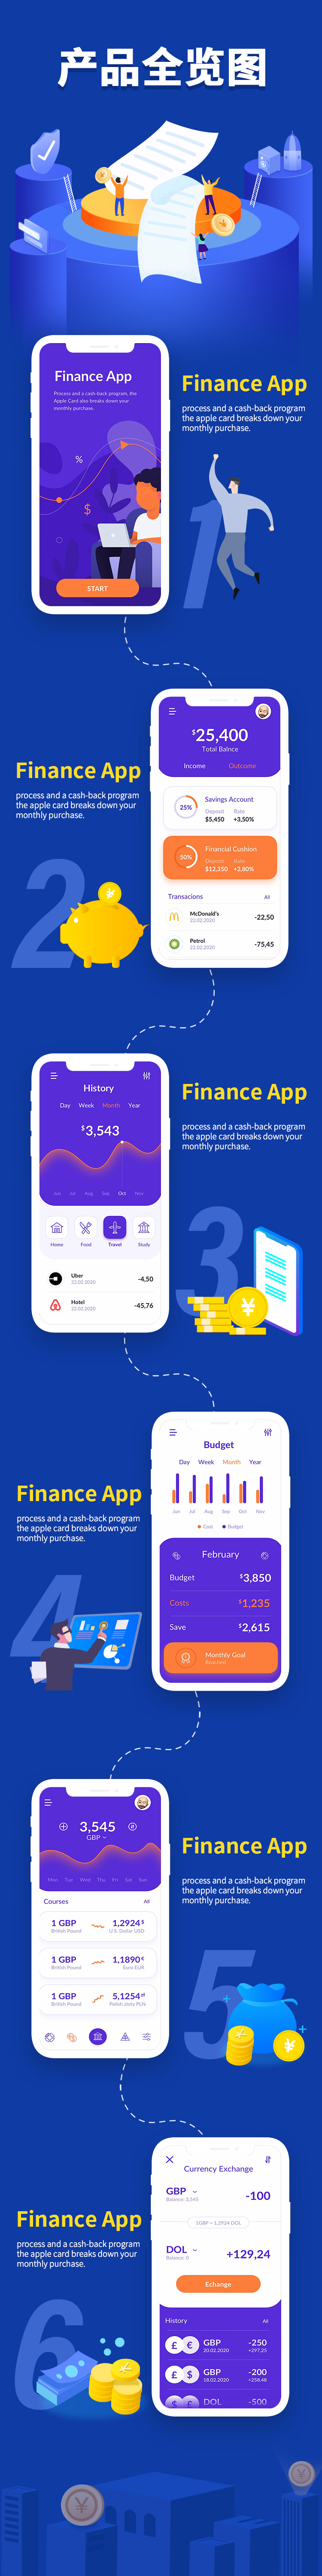 产品全览图
Finance App
Process and a cash-back program, the
Apple Card also breaks down your
monthly purchase.
%
$
START
Finance App
process and a cash-back program
the apple card breaks down your
monthly purchase.
1
Finance App
process and a cash-back program
the apple card breaks down your
monthly purchase.
2
$25,400
Total Balnce
Income Outcome
25%
Savings Account
Deposit Rate
$5,450 +3,50%
50%
Financial Cushion
Deposit Rate
$12,350 +2,80%
Transacions All
McDonald's
22.02.2020
-22,50
Petrol
22.02.2020
-75,45
History
Day Week Month Year
$3,543
Jun Jul Aug Sep Oct Nov
Home Food Travel Study
Uber
22.02.2020
-4,50
Hotel
22.02.2020
-45,76
Finance App
process and a cash-back program
the apple card breaks down your
monthly purchase.
3
¥
Finance App
process and a cash-back program
the apple card breaks down your
monthly purchase.
4
Budget
Day Week Month Year
Jun Jul Aug Sep Oct Nov
Cost Budget
February
Budget $3,850
Costs $1,235
Save $2,615
Monthly Goal
3,545
GBP
Mon Tue Wed Thu Fri Sat Sun
Courses All
1 GBP
British Pound
1,2924$
U.S. Dollar USD
1 GBP
British Pound
1,1890€
Euro EUR
1 GBP
British Pound
5,1254zł
Polish złoty PLN
Finance App
process and a cash-back program
the apple card breaks down your
monthly purchase.
5
¥
Finance App
process and a cash-back program
the apple card breaks down your
monthly purchase.
6
Currency Exchange
GBP
Balance: 3,545
-100
1GBP = 1,2924 DOL
DOL
Balance: 0
+129,24
Echange
History All
£ €
GBP
20.02.2020
-250
+297,25
£ $
GBP
18.02.2020
-200
+258,48
$ £
DOL
-500
¥
¥